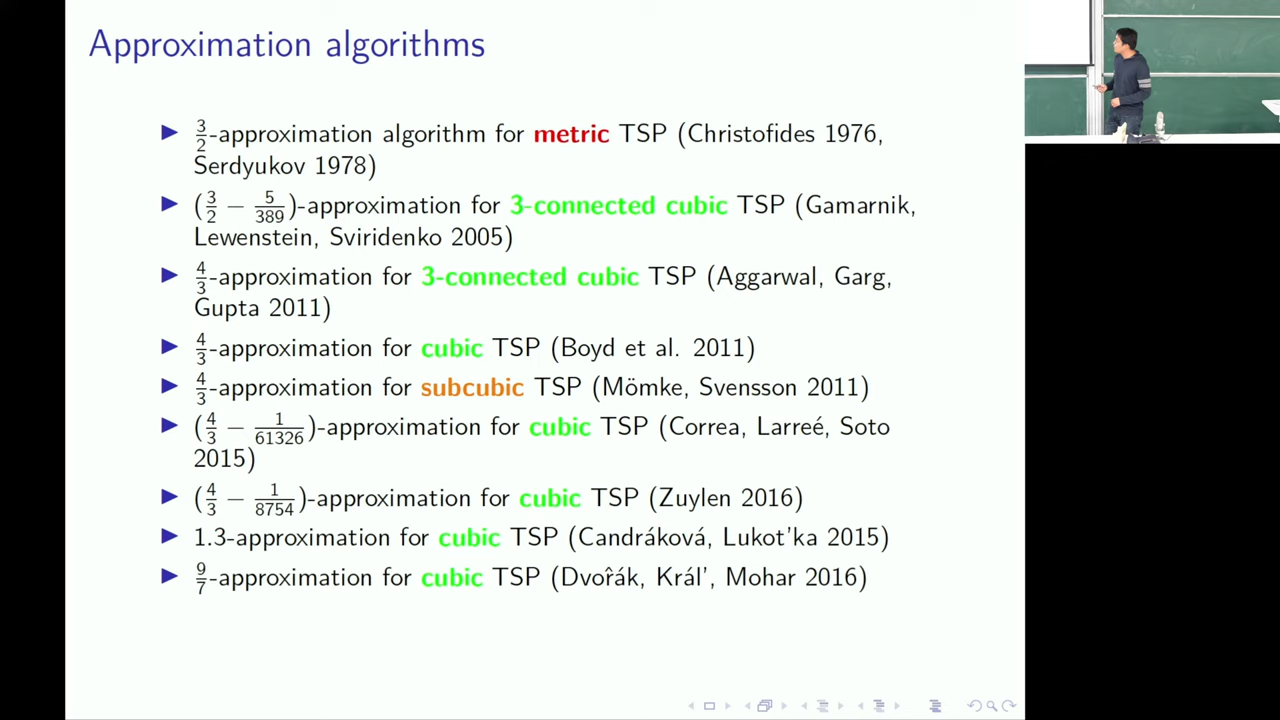 Approximation algorithms
▶ 3/2-approximation algorithm for metric TSP (Christofides 1976,
Serdyukov 1978)
▶ (3/2 − 5/389)-approximation for 3-connected cubic TSP (Gamarnik,
Lewenstein, Sviridenko 2005)
▶ 4/3-approximation for 3-connected cubic TSP (Aggarwal, Garg,
Gupta 2011)
▶ 4/3-approximation for cubic TSP (Boyd et al. 2011)
▶ 4/3-approximation for subcubic TSP (Mömke, Svensson 2011)
▶ (4/3 − 1/61326)-approximation for cubic TSP (Correa, Larreé, Soto
2015)
▶ (4/3 − 1/8754)-approximation for cubic TSP (Zuylen 2016)
▶ 1.3-approximation for cubic TSP (Candráková, Lukot'ka 2015)
▶ 9/7-approximation for cubic TSP (Dvor̂ák, Král', Mohar 2016)